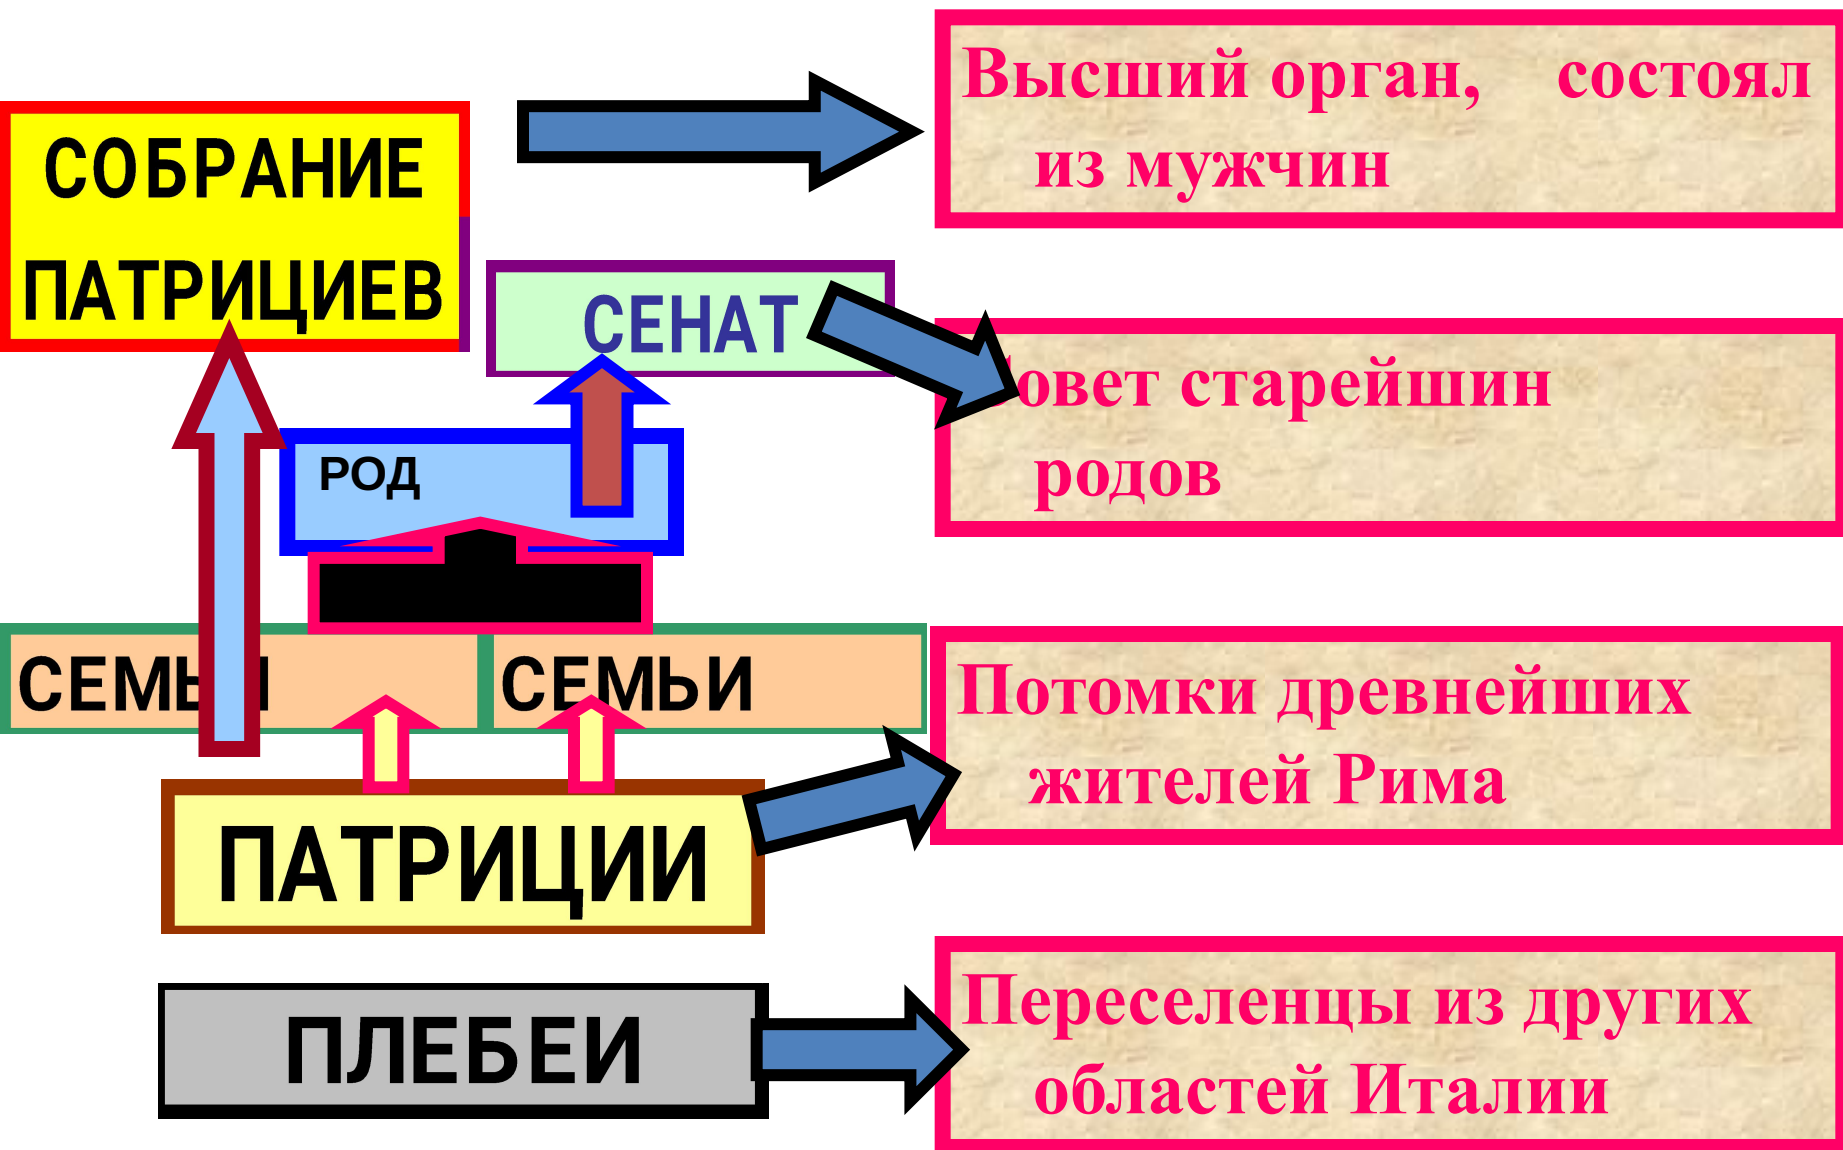 СОБРАНИЕ
ПАТРИЦИЕВ
Высший орган, состоял
из мужчин
СЕНАТ
овет старейшин
родов
РОД
СЕМЬИ
СЕМЬИ
Потомки древнейших
жителей Рима
ПАТРИЦИИ
ПЛЕБЕИ
Переселенцы из других
областей Италии